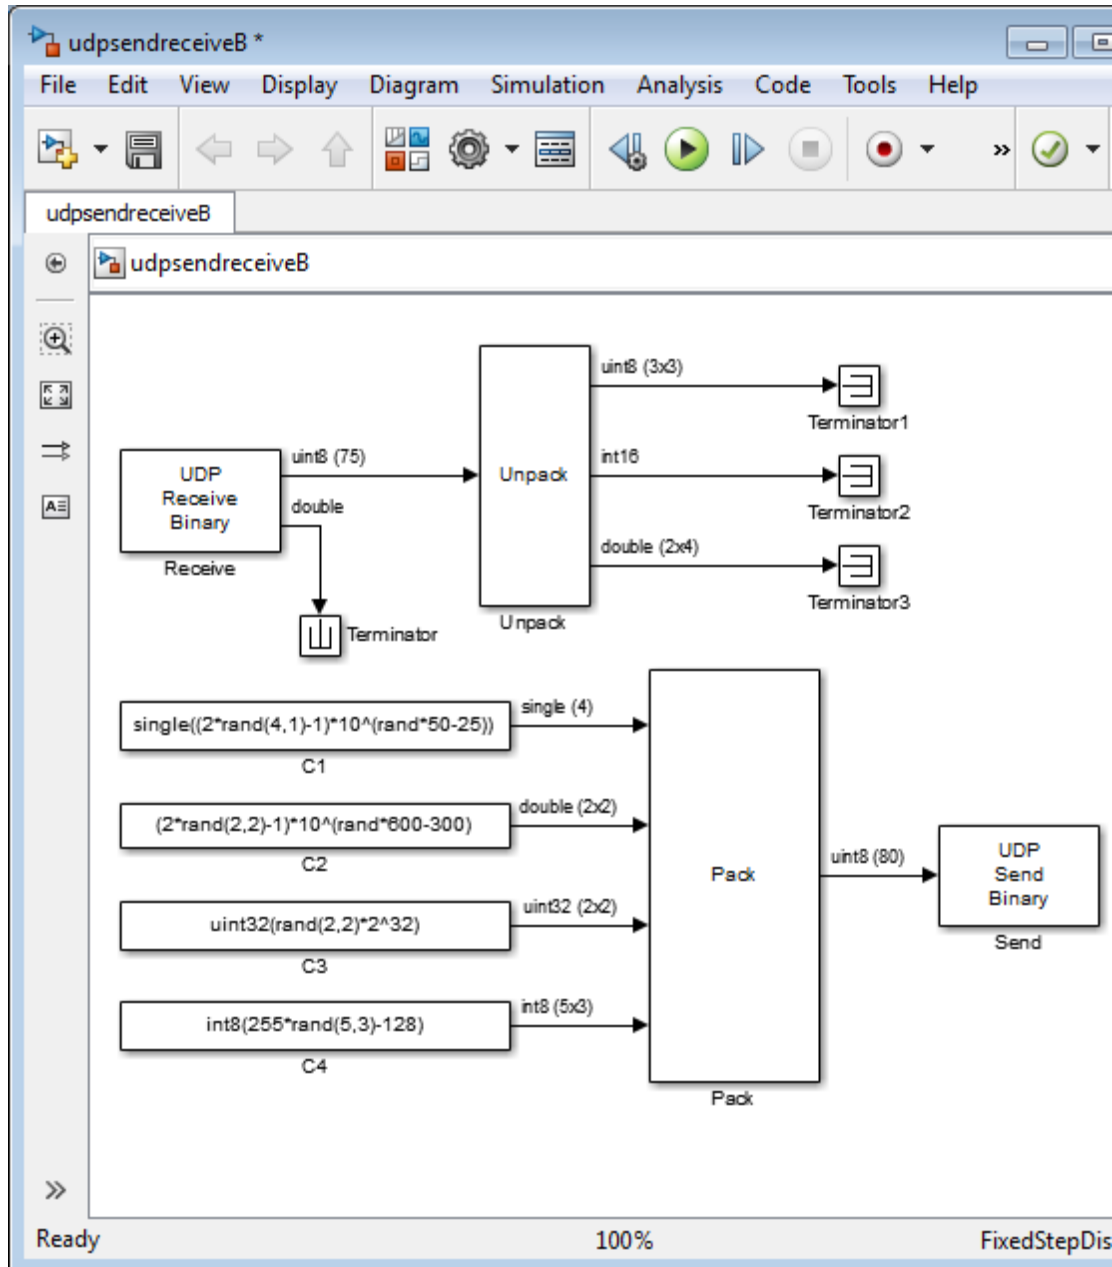 udpsendreceiveB *
File Edit View Display Diagram Simulation Analysis Code Tools Help
udpsendreceiveB
udpsendreceiveB
uint8 (3x3)
Terminator1
UDP
Receive
Binary
Receive
uint8 (75)
double
Terminator
Unpack
Unpack
int16
Terminator2
double (2x4)
Terminator3
single((2*rand(4,1)-1)*10^(rand*50-25))
C1
single (4)
(2*rand(2,2)-1)*10^(rand*600-300)
C2
double (2x2)
uint32(rand(2,2)*2^32)
C3
uint32 (2x2)
int8(255*rand(5,3)-128)
C4
int8 (5x3)
Pack
Pack
uint8 (80)
UDP
Send
Binary
Send
Ready 100% FixedStepDis